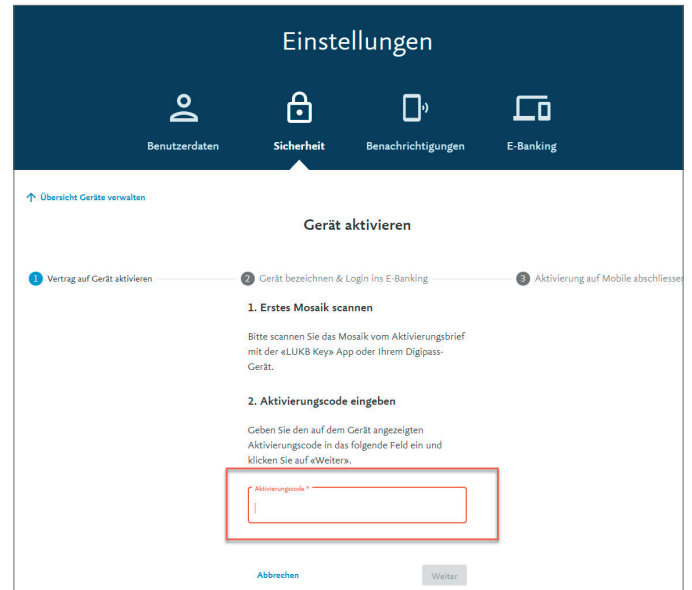 Einstellungen
Benutzerdaten
Sicherheit
Benachrichtigungen
E-Banking
Übersicht Geräte verwalten
Gerät aktivieren
1 Vertrag auf Gerät aktivieren
2 Gerät bezeichnen & Login ins E-Banking
3 Aktivierung auf Mobile abschliessen
1. Erstes Mosaik scannen
Bitte scannen Sie das Mosaik vom Aktivierungsbrief
mit der «LUKB Key» App oder Ihrem Digipass-
Gerät.
2. Aktivierungscode eingeben
Geben Sie den auf dem Gerät angezeigten
Aktivierungscode in das folgende Feld ein und
klicken Sie auf «Weiter».
Aktivierungscode *
Abbrechen
Weiter